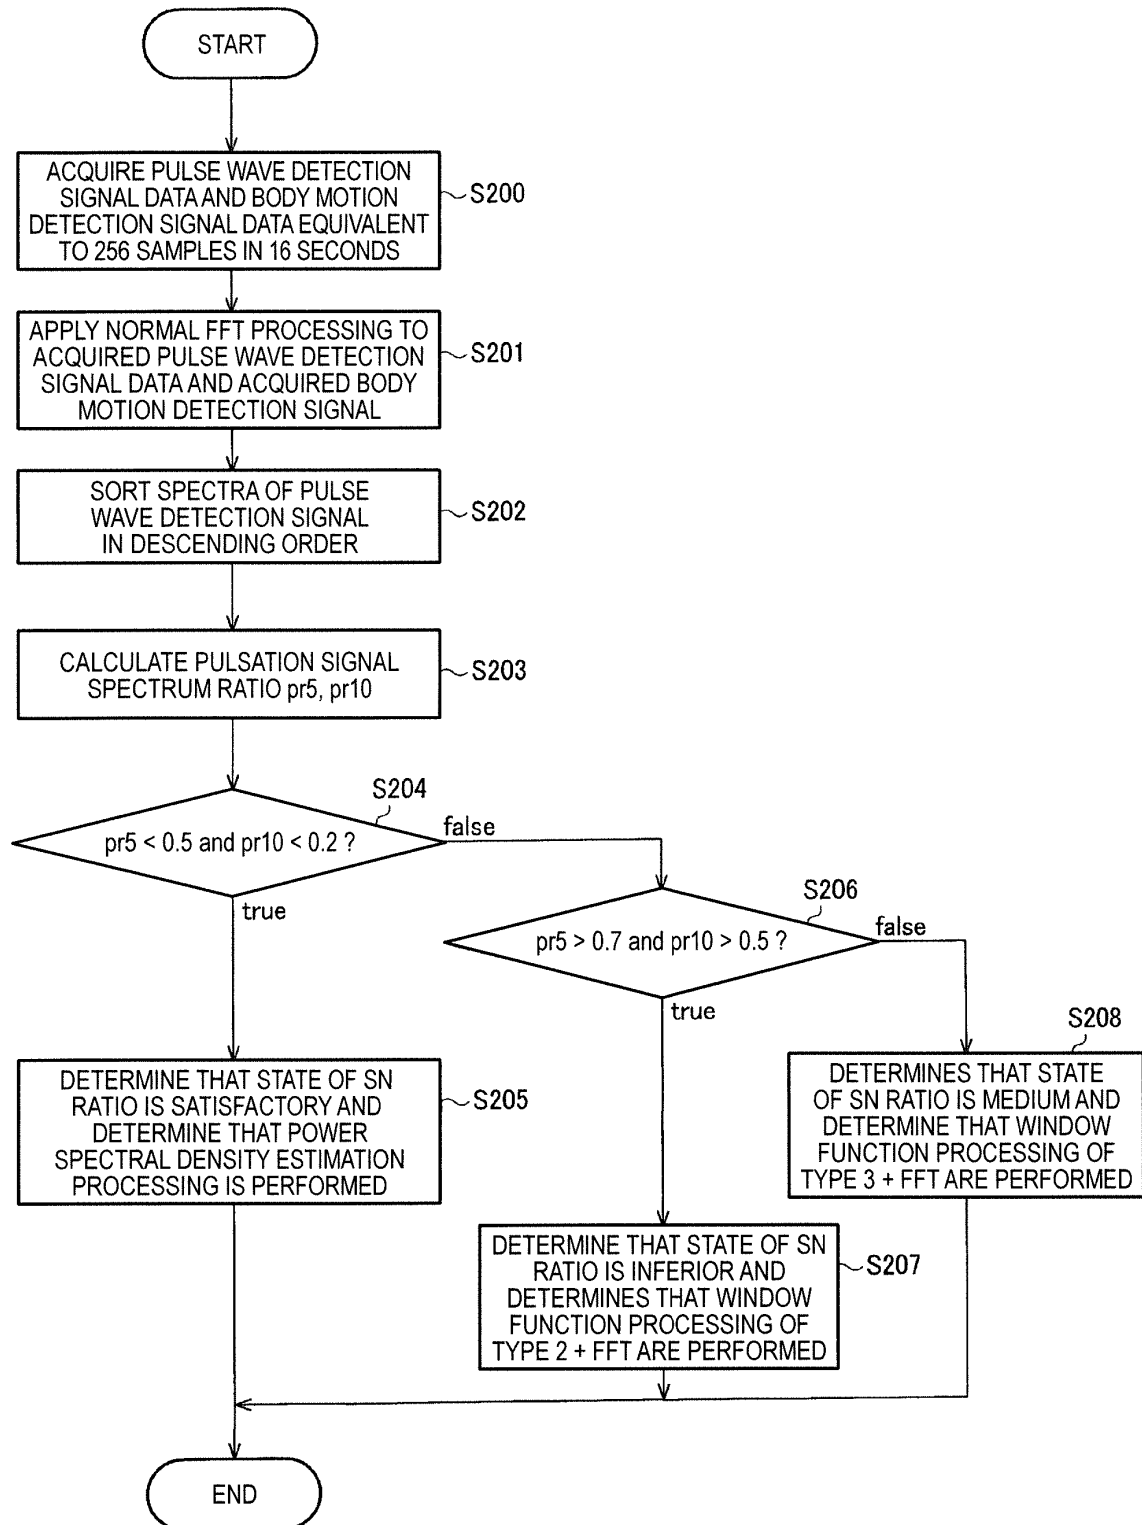 START
ACQUIRE PULSE WAVE DETECTION
SIGNAL DATA AND BODY MOTION
DETECTION SIGNAL DATA EQUIVALENT
TO 256 SAMPLES IN 16 SECONDS
S200
APPLY NORMAL FFT PROCESSING TO
ACQUIRED PULSE WAVE DETECTION
SIGNAL DATA AND ACQUIRED BODY
MOTION DETECTION SIGNAL
S201
SORT SPECTRA OF PULSE
WAVE DETECTION SIGNAL
IN DESCENDING ORDER
S202
CALCULATE PULSATION SIGNAL
SPECTRUM RATIO pr5, pr10
S203
S204
pr5 < 0.5 and pr10 < 0.2 ?
false
true
S206
pr5 > 0.7 and pr10 > 0.5 ?
false
true
DETERMINE THAT STATE OF SN
RATIO IS SATISFACTORY AND
DETERMINE THAT POWER
SPECTRAL DENSITY ESTIMATION
PROCESSING IS PERFORMED
S205
S208
DETERMINES THAT STATE
OF SN RATIO IS MEDIUM AND
DETERMINE THAT WINDOW
FUNCTION PROCESSING OF
TYPE 3 + FFT ARE PERFORMED
DETERMINE THAT STATE OF SN
RATIO IS INFERIOR AND
DETERMINES THAT WINDOW
FUNCTION PROCESSING OF
TYPE 2 + FFT ARE PERFORMED
S207
END